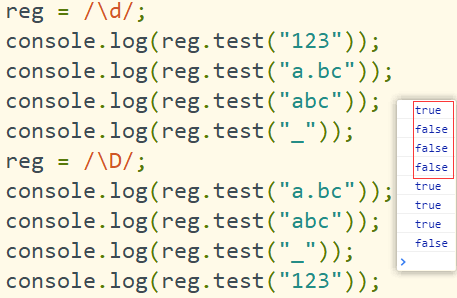 reg = /\d/;
console.log(reg.test("123"));
console.log(reg.test("a.bc"));
console.log(reg.test("abc"));
console.log(reg.test("_"));
reg = /\D/;
console.log(reg.test("a.bc"));
console.log(reg.test("abc"));
console.log(reg.test("_"));
console.log(reg.test("123"));
true
false
false
false
true
true
true
false
>